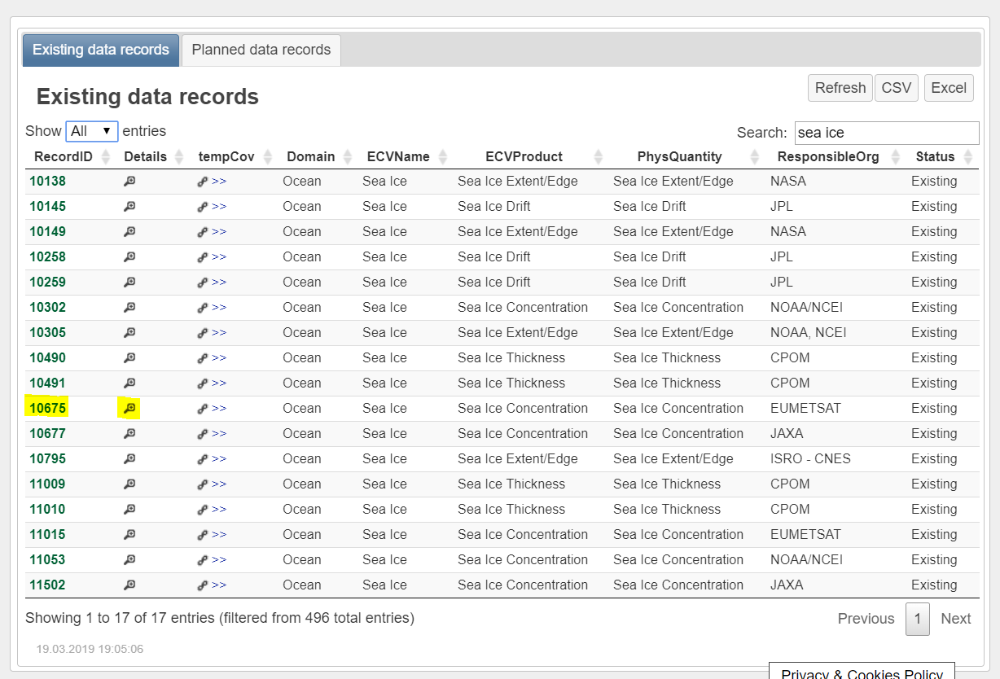 Existing data records Planned data records
Existing data records
Refresh CSV Excel
Show All entries Search: sea ice
RecordID Details tempCov Domain ECVName ECVProduct PhysQuantity ResponsibleOrg Status
10138 >> Ocean Sea Ice Sea Ice Extent/Edge Sea Ice Extent/Edge NASA Existing
10145 >> Ocean Sea Ice Sea Ice Drift Sea Ice Drift JPL Existing
10149 >> Ocean Sea Ice Sea Ice Extent/Edge Sea Ice Extent/Edge NASA Existing
10258 >> Ocean Sea Ice Sea Ice Drift Sea Ice Drift JPL Existing
10259 >> Ocean Sea Ice Sea Ice Drift Sea Ice Drift JPL Existing
10302 >> Ocean Sea Ice Sea Ice Concentration Sea Ice Concentration NOAA/NCEI Existing
10305 >> Ocean Sea Ice Sea Ice Extent/Edge Sea Ice Extent/Edge NOAA, NCEI Existing
10490 >> Ocean Sea Ice Sea Ice Thickness Sea Ice Thickness CPOM Existing
10491 >> Ocean Sea Ice Sea Ice Thickness Sea Ice Thickness CPOM Existing
10675 >> Ocean Sea Ice Sea Ice Concentration Sea Ice Concentration EUMETSAT Existing
10677 >> Ocean Sea Ice Sea Ice Concentration Sea Ice Concentration JAXA Existing
10795 >> Ocean Sea Ice Sea Ice Extent/Edge Sea Ice Extent/Edge ISRO - CNES Existing
11009 >> Ocean Sea Ice Sea Ice Thickness Sea Ice Thickness CPOM Existing
11010 >> Ocean Sea Ice Sea Ice Thickness Sea Ice Thickness CPOM Existing
11015 >> Ocean Sea Ice Sea Ice Concentration Sea Ice Concentration EUMETSAT Existing
11053 >> Ocean Sea Ice Sea Ice Concentration Sea Ice Concentration NOAA/NCEI Existing
11502 >> Ocean Sea Ice Sea Ice Concentration Sea Ice Concentration JAXA Existing
Showing 1 to 17 of 17 entries (filtered from 496 total entries) Previous 1 Next
19.03.2019 19:05:06
Privacy & Cookies Policy